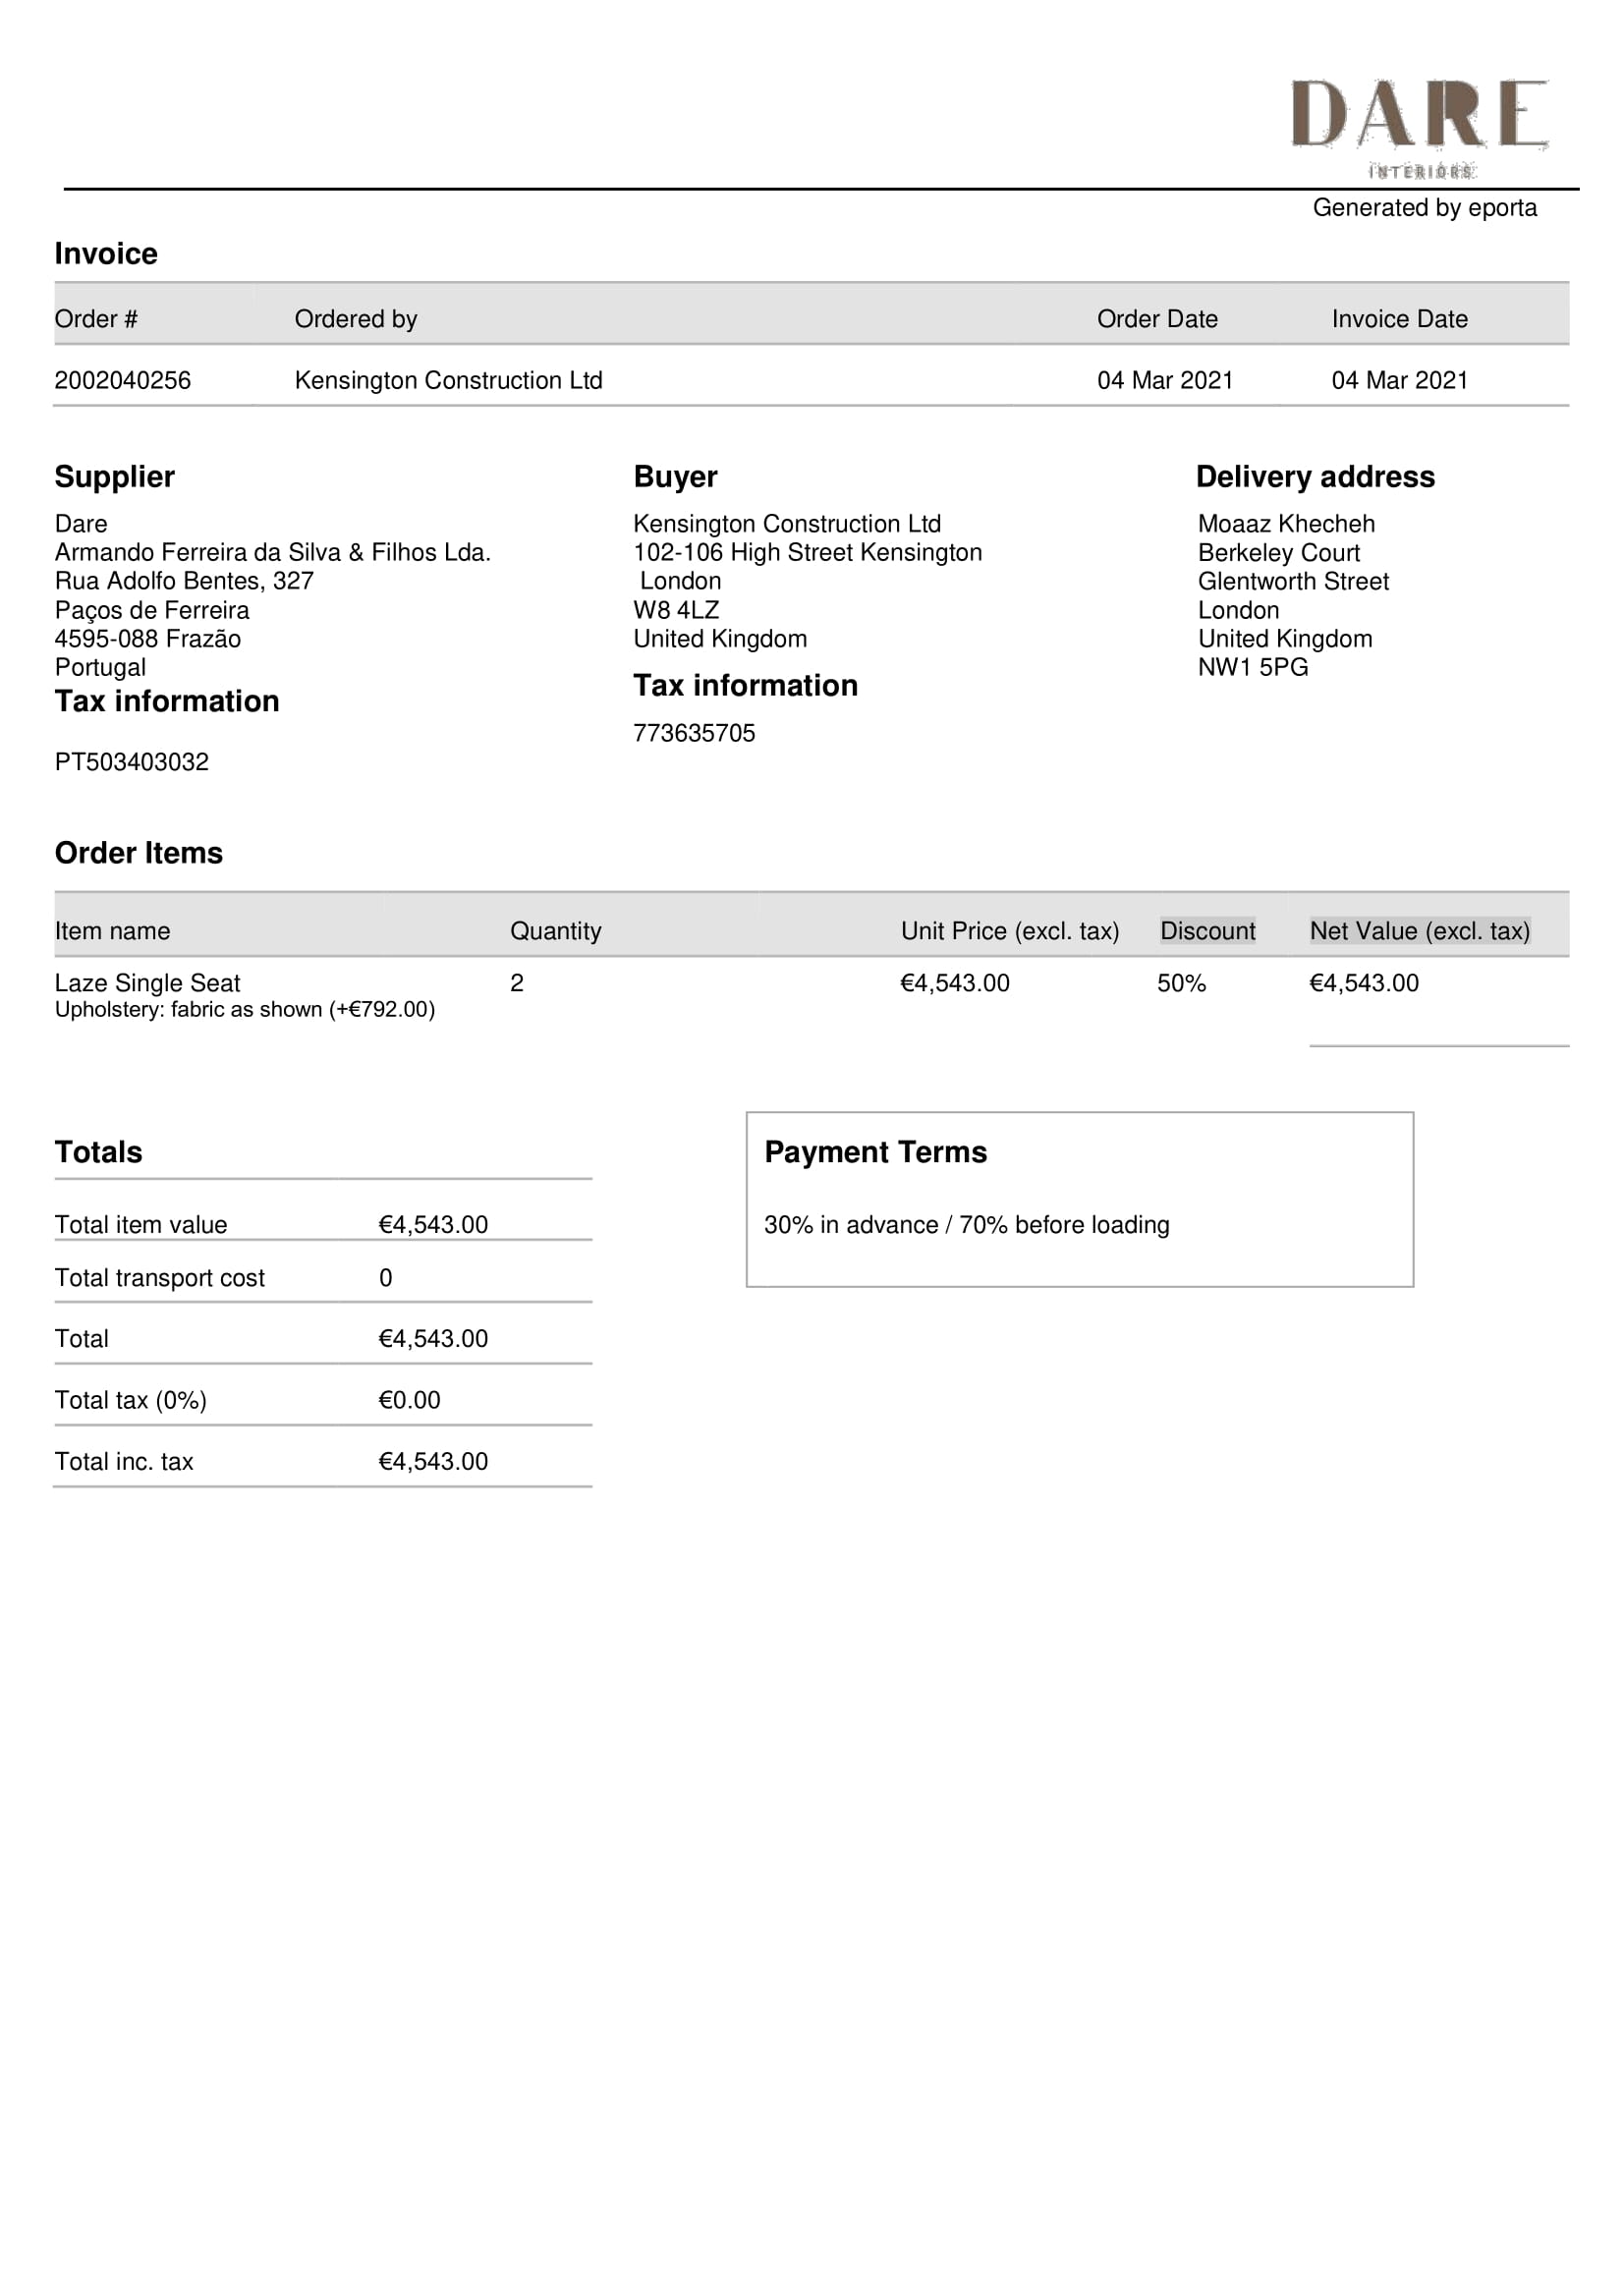 DARE
INTERIORS
Generated by eporta
Invoice
Order # Ordered by Order Date Invoice Date
2002040256 Kensington Construction Ltd 04 Mar 2021 04 Mar 2021
Supplier
Dare
Armando Ferreira da Silva & Filhos Lda.
Rua Adolfo Bentes, 327
Paços de Ferreira
4595-088 Frazão
Portugal
Tax information
PT503403032
Buyer
Kensington Construction Ltd
102-106 High Street Kensington
London
W8 4LZ
United Kingdom
Tax information
773635705
Delivery address
Moaaz Khecheh
Berkeley Court
Glentworth Street
London
United Kingdom
NW1 5PG
Order Items
Item name Quantity Unit Price (excl. tax) Discount Net Value (excl. tax)
Laze Single Seat 2 €4,543.00 50% €4,543.00
Upholstery: fabric as shown (+€792.00)
Totals
Total item value €4,543.00
Total transport cost 0
Total €4,543.00
Total tax (0%) €0.00
Total inc. tax €4,543.00
Payment Terms
30% in advance / 70% before loading